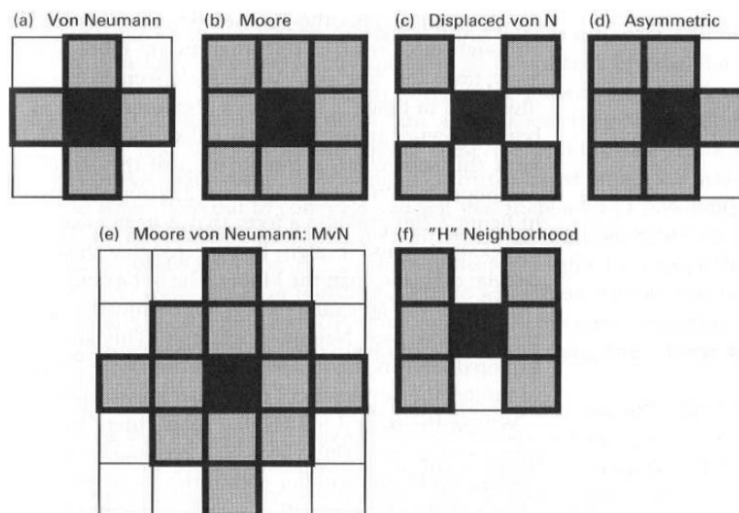 (a) Von Neumann
(b) Moore
(c) Displaced von N
(d) Asymmetric
(e) Moore von Neumann: MvN
(f) "H" Neighborhood